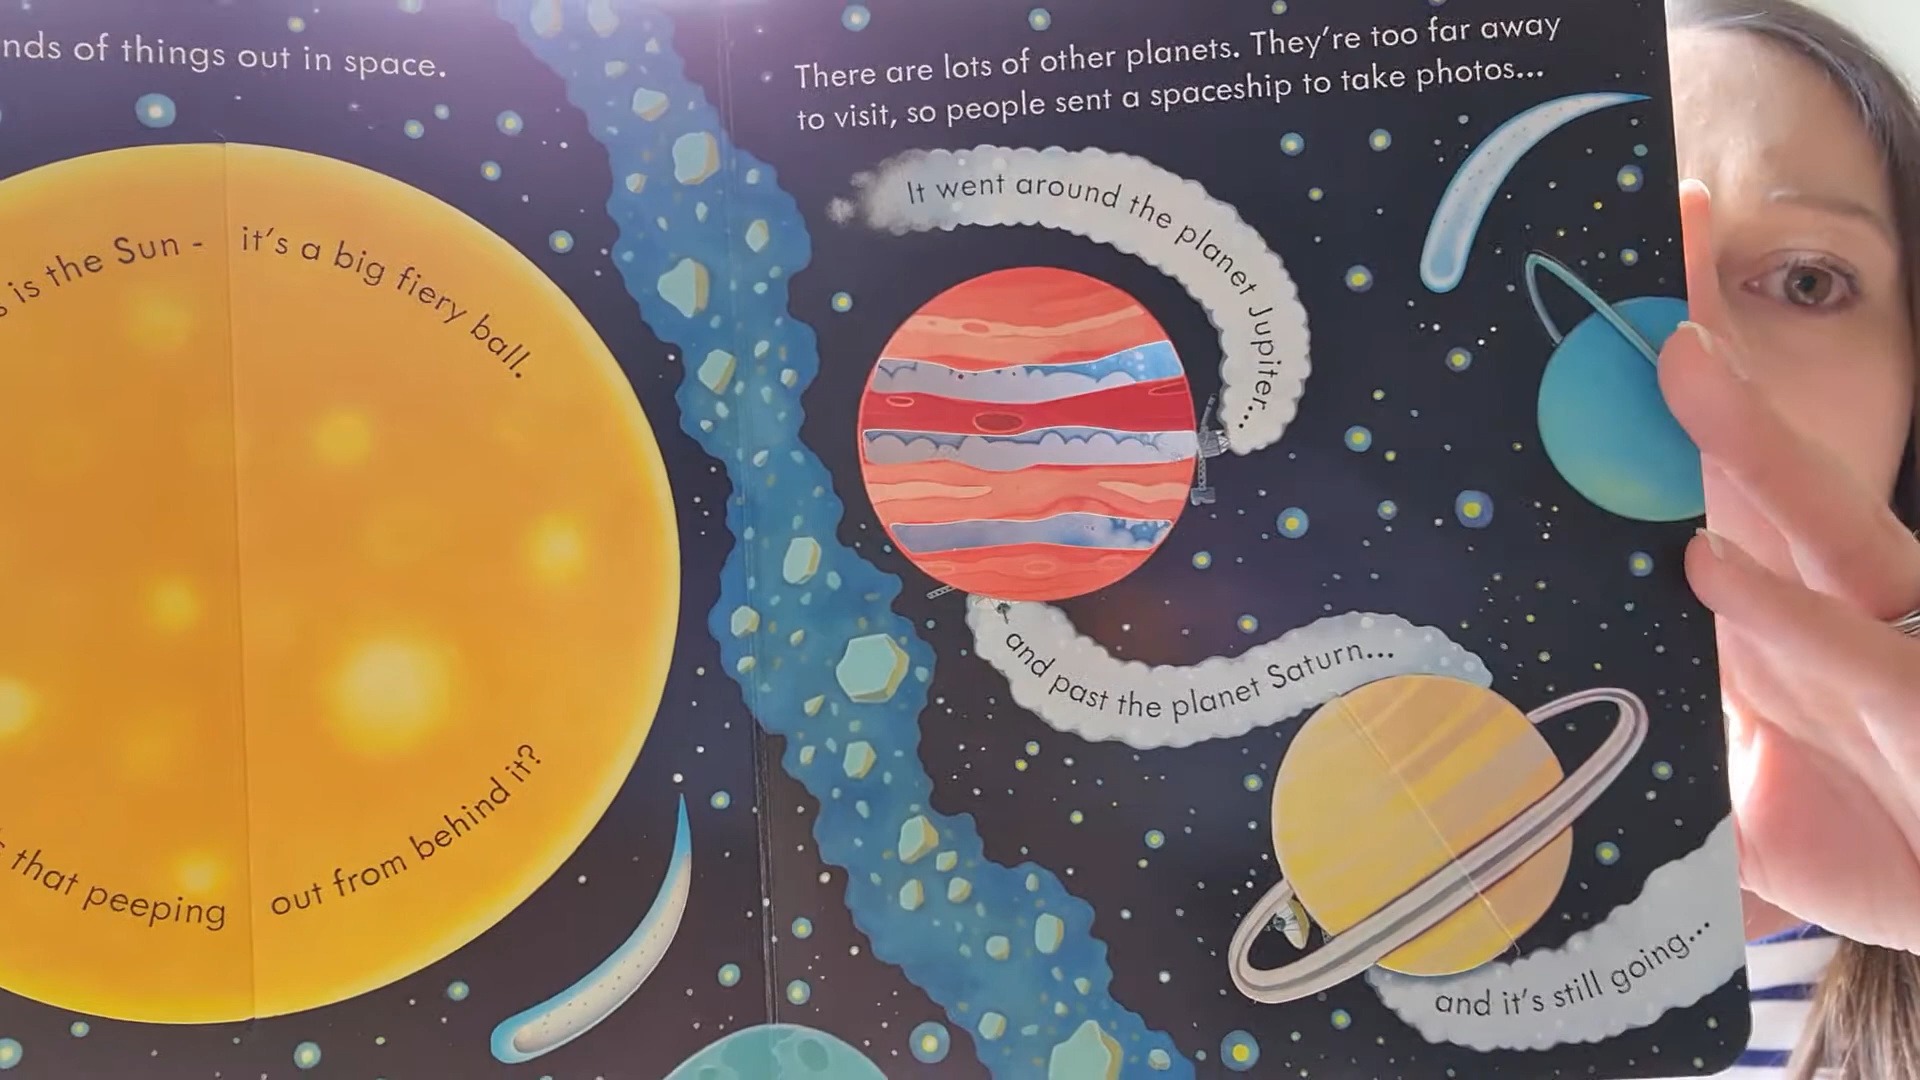 nds of things out in space.
is the Sun - it's a big fiery ball.
that peeping out from behind it?
There are lots of other planets. They're too far away
to visit, so people sent a spaceship to take photos...
It went around the planet Jupiter...
and past the planet Saturn...
and it's still going...